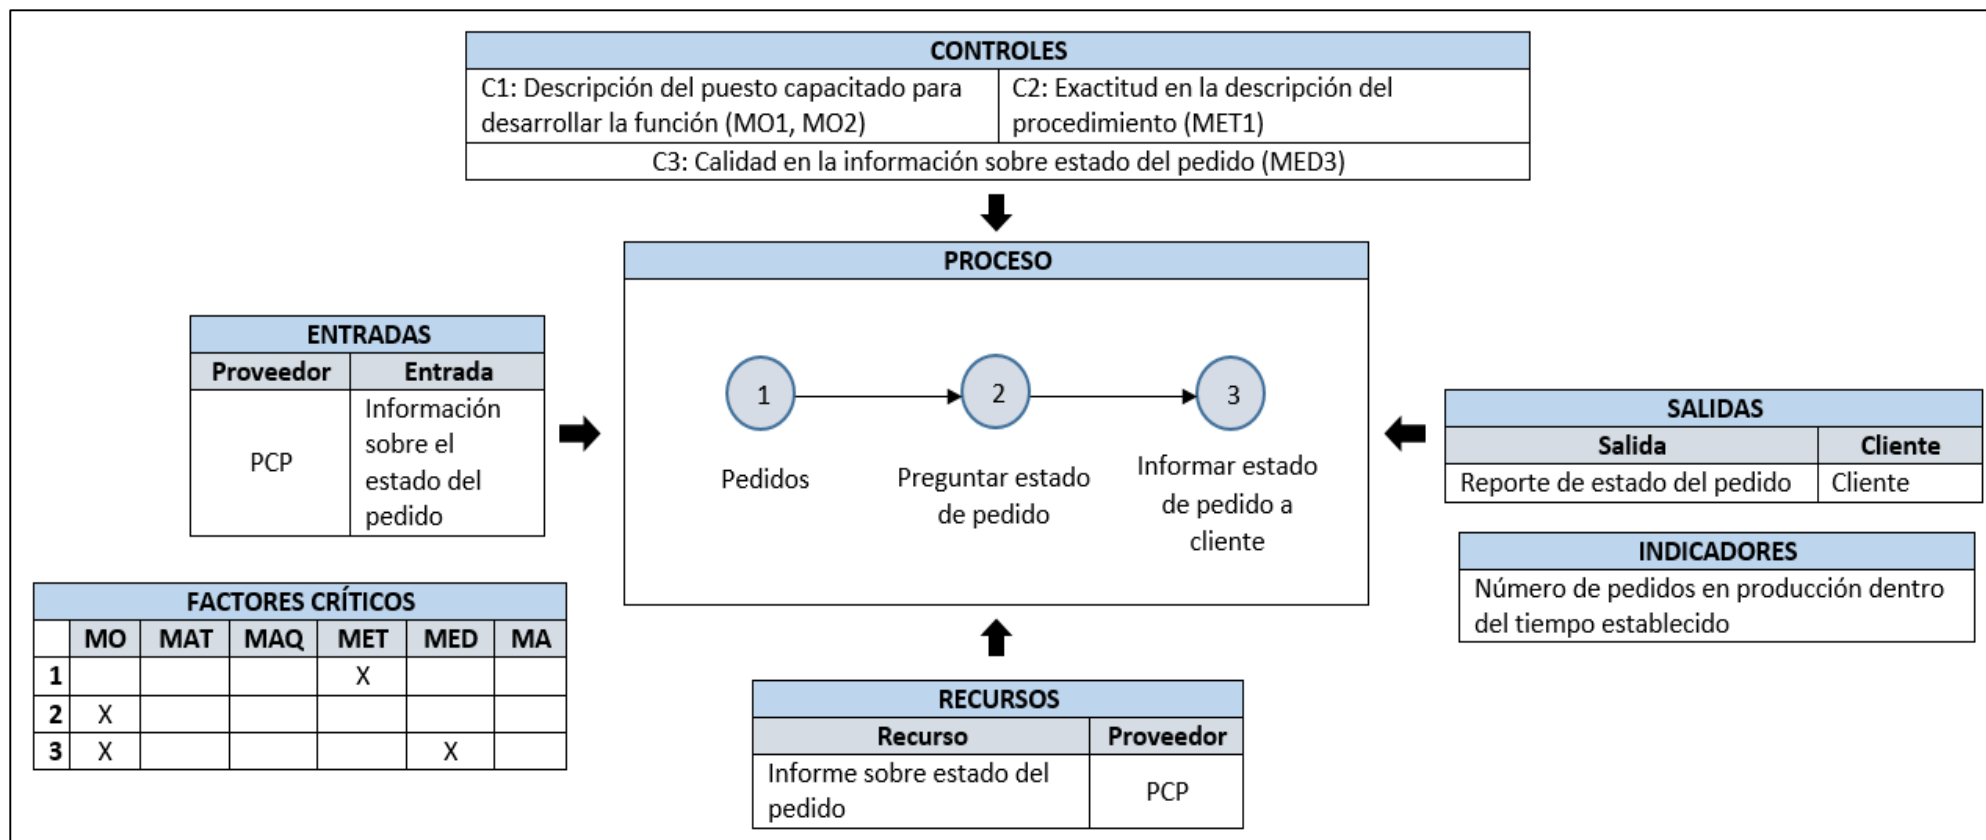 CONTROLES
C1: Descripción del puesto capacitado para
desarrollar la función (MO1, MO2)
C2: Exactitud en la descripción del
procedimiento (MET1)
C3: Calidad en la información sobre estado del pedido (MED3)
PROCESO
1
2
3
Pedidos
Preguntar estado
de pedido
Informar estado
de pedido a
cliente
ENTRADAS
Proveedor Entrada
PCP
Información
sobre el
estado del
pedido
SALIDAS
Salida Cliente
Reporte de estado del pedido Cliente
INDICADORES
Número de pedidos en producción dentro
del tiempo establecido
FACTORES CRÍTICOS
MO MAT MAQ MET MED MA
1 X
2 X
3 X X
RECURSOS
Recurso Proveedor
Informe sobre estado del
pedido
PCP